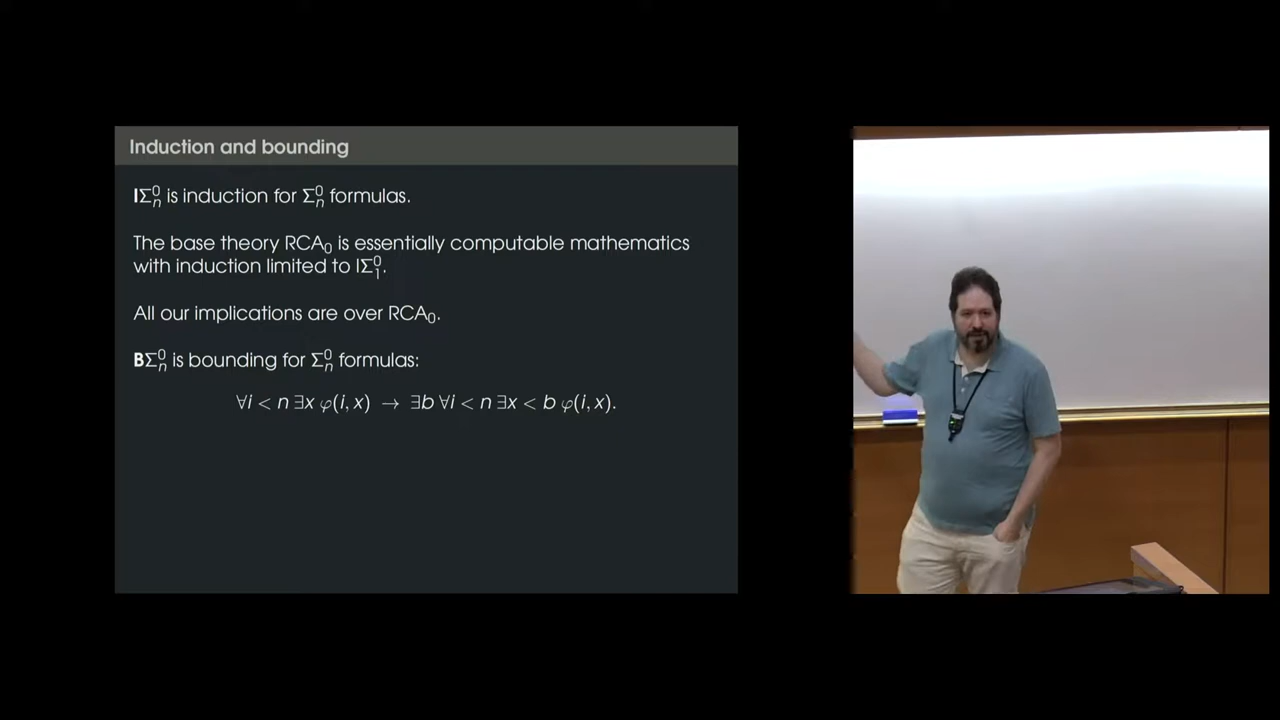 Induction and bounding
IΣ⁰ₙ is induction for Σ⁰ₙ formulas.
The base theory RCA₀ is essentially computable mathematics
with induction limited to IΣ⁰₁.
All our implications are over RCA₀.
BΣ⁰ₙ is bounding for Σ⁰ₙ formulas:
∀i < n ∃x φ(i, x) → ∃b ∀i < n ∃x < b φ(i, x).